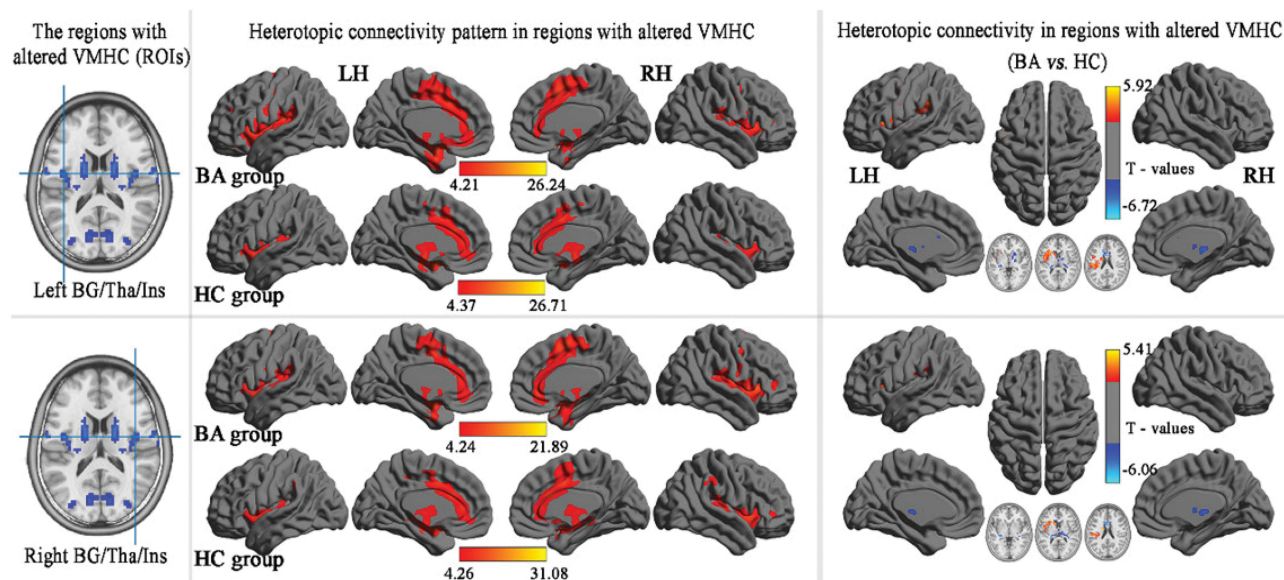 The regions with
altered VMHC (ROIs)
Left BG/Tha/Ins
Right BG/Tha/Ins
Heterotopic connectivity pattern in regions with altered VMHC
LH
RH
BA group
4.21
26.24
HC group
4.37
26.71
BA group
4.24
21.89
HC group
4.26
31.08
Heterotopic connectivity in regions with altered VMHC
(BA vs. HC)
5.92
T - values
-6.72
LH
RH
5.41
T - values
-6.06